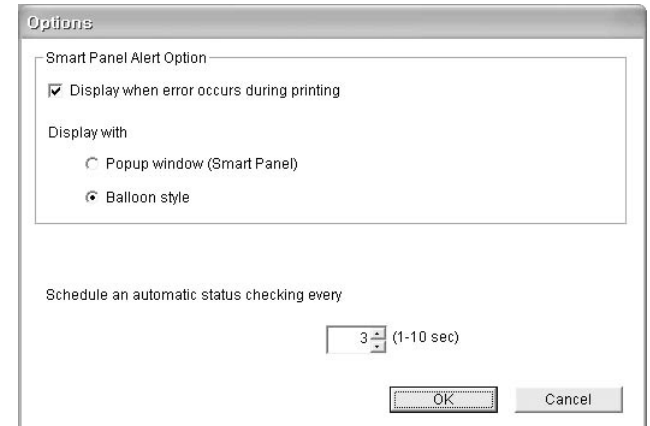 Options
Smart Panel Alert Option
Display when error occurs during printing
Display with
Popup window (Smart Panel)
Balloon style
Schedule an automatic status checking every
3 (1-10 sec)
OK Cancel